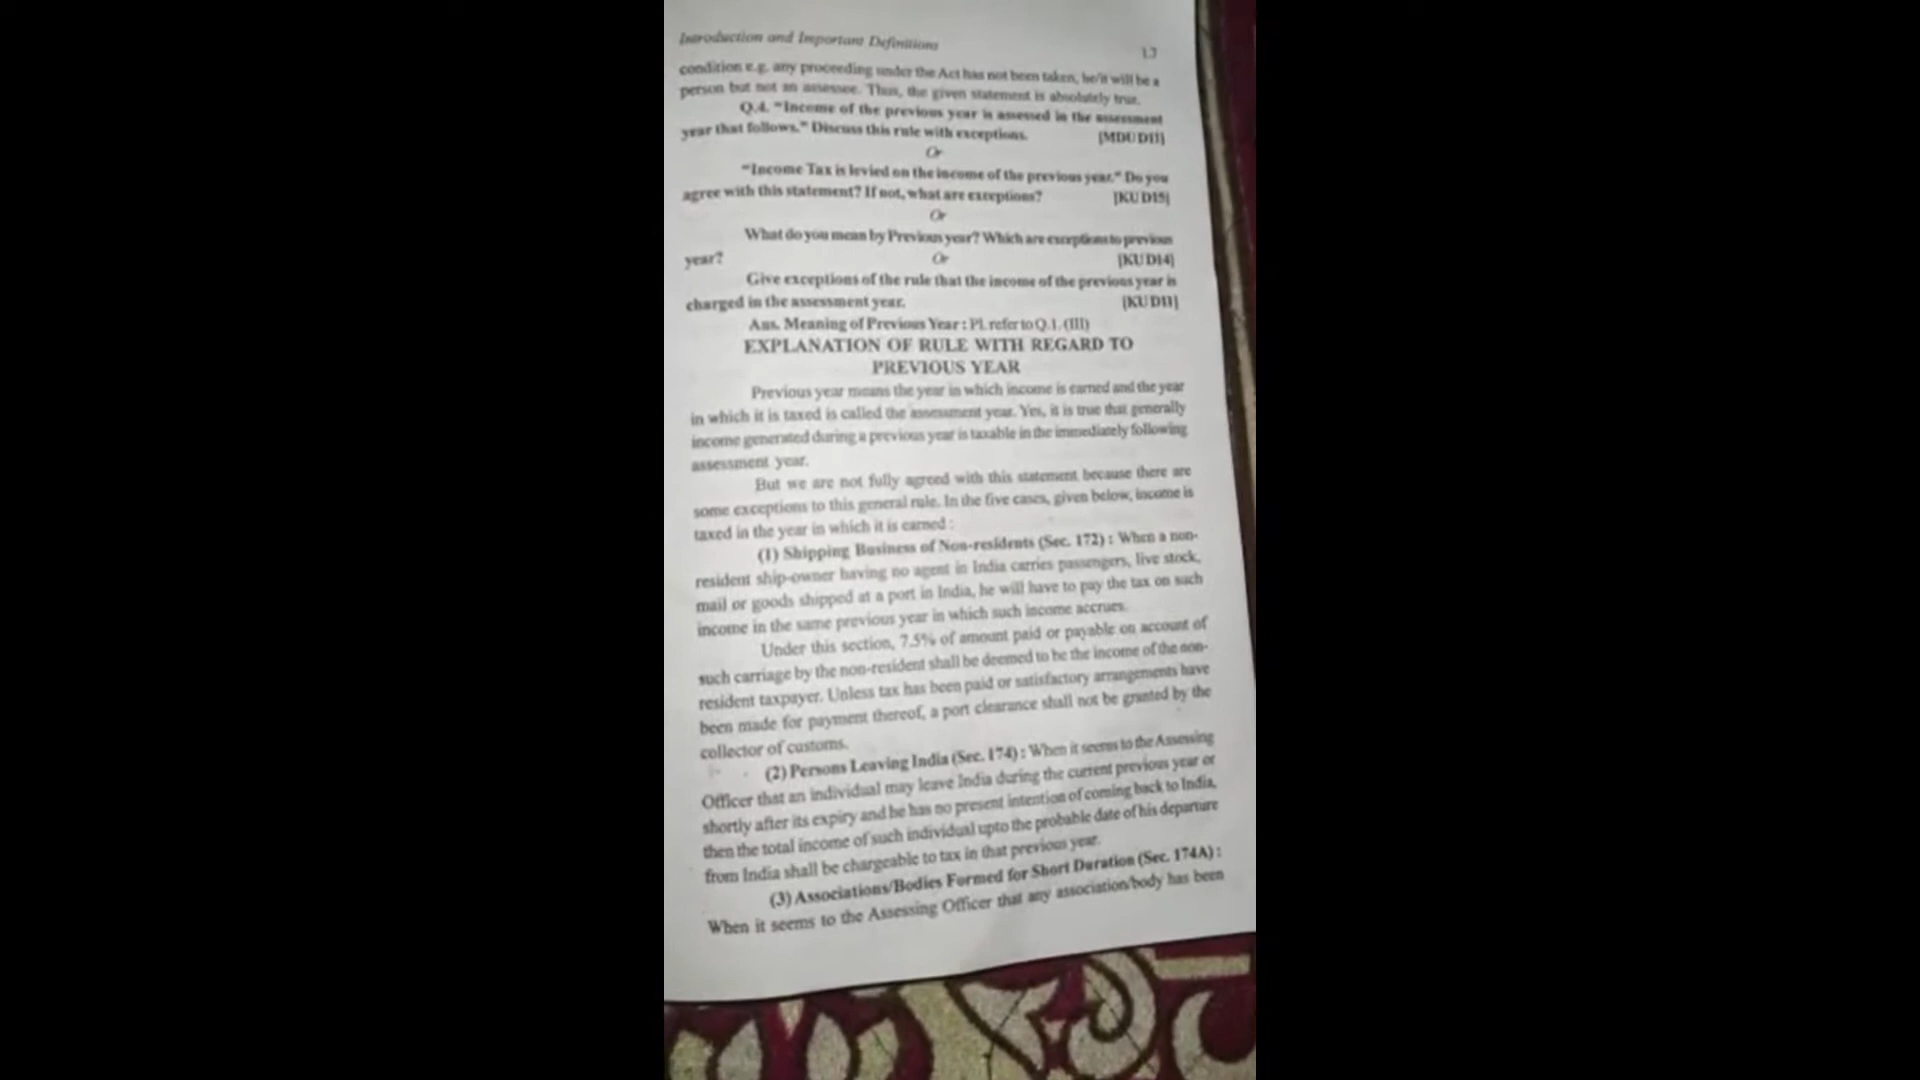 Introduction and Important Definitions 13
condition e.g. any proceeding under the Act has not been taken, he/it will be a
person but not an assessee. Thus, the given statement is absolutely true.
Q.4. "Income of the previous year is assessed in the assessment
year that follows." Discuss this rule with exceptions. [MDU D11]
Or
"Income Tax is levied on the income of the previous year." Do you
agree with this statement? If not, what are exceptions? [KU D15]
Or
What do you mean by Previous year? Which are exceptions to previous
year? Or [KU D14]
Give exceptions of the rule that the income of the previous year is
charged in the assessment year. [KU D11]
Ans. Meaning of Previous Year : Pl. refer to Q.1. (III)
EXPLANATION OF RULE WITH REGARD TO
PREVIOUS YEAR
Previous year means the year in which income is earned and the year
in which it is taxed is called the assessment year. Yes, it is true that generally
income generated during a previous year is taxable in the immediately following
assessment year.
But we are not fully agreed with this statement because there are
some exceptions to this general rule. In the five cases, given below, income is
taxed in the year in which it is earned :
(1) Shipping Business of Non-residents (Sec. 172) : When a non-
resident ship-owner having no agent in India carries passengers, live stock,
mail or goods shipped at a port in India, he will have to pay the tax on such
income in the same previous year in which such income accrues.
Under this section, 7.5% of amount paid or payable on account of
such carriage by the non-resident shall be deemed to be the income of the non-
resident taxpayer. Unless tax has been paid or satisfactory arrangements have
been made for payment thereof, a port clearance shall not be granted by the
collector of customs.
(2) Persons Leaving India (Sec. 174) : When it seems to the Assessing
Officer that an individual may leave India during the current previous year or
shortly after its expiry and he has no present intention of coming back to India,
then the total income of such individual upto the probable date of his departure
from India shall be chargeable to tax in that previous year.
(3) Associations/Bodies Formed for Short Duration (Sec. 174A) :
When it seems to the Assessing Officer that any association/body has been